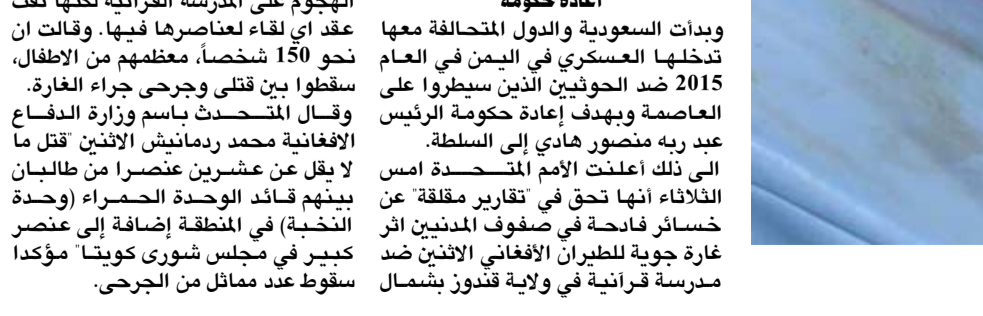 اعادة حكومة
وبدأت السعودية والدول المتحالفة معها
تدخلها العسكري في اليمن في العام
2015 ضد الحوثيين الذين سيطروا على
العاصمة وبهدف إعادة حكومة الرئيس
عبد ربه منصور هادي إلى السلطة.
الى ذلك أعلنت الأمم المتحدة امس
الثلاثاء أنها تحق في "تقارير مقلقة" عن
خسائر فادحة في صفوف المدنيين اثر
غارة جوية للطيران الأفغاني الاثنين ضد
مدرسة قرآنية في ولاية قندوز بشمال
الهجوم على المدرسة القرآنية لكنها نفت
عقد اي لقاء لعناصرها فيها. وقالت ان
نحو 150 شخصاً، معظمهم من الاطفال،
سقطوا بين قتلى وجرحى جراء الغارة.
وقال المتحدث باسم وزارة الدفاع
الافغانية محمد ردمانيش الاثنين "قتل ما
لا يقل عن عشرين عنصرا من طالبان
بينهم قائد الوحدة الحمراء (وحدة
النخبة) في المنطقة إضافة إلى عنصر
كبير في مجلس شورى كويتا" مؤكدا
سقوط عدد مماثل من الجرحى.